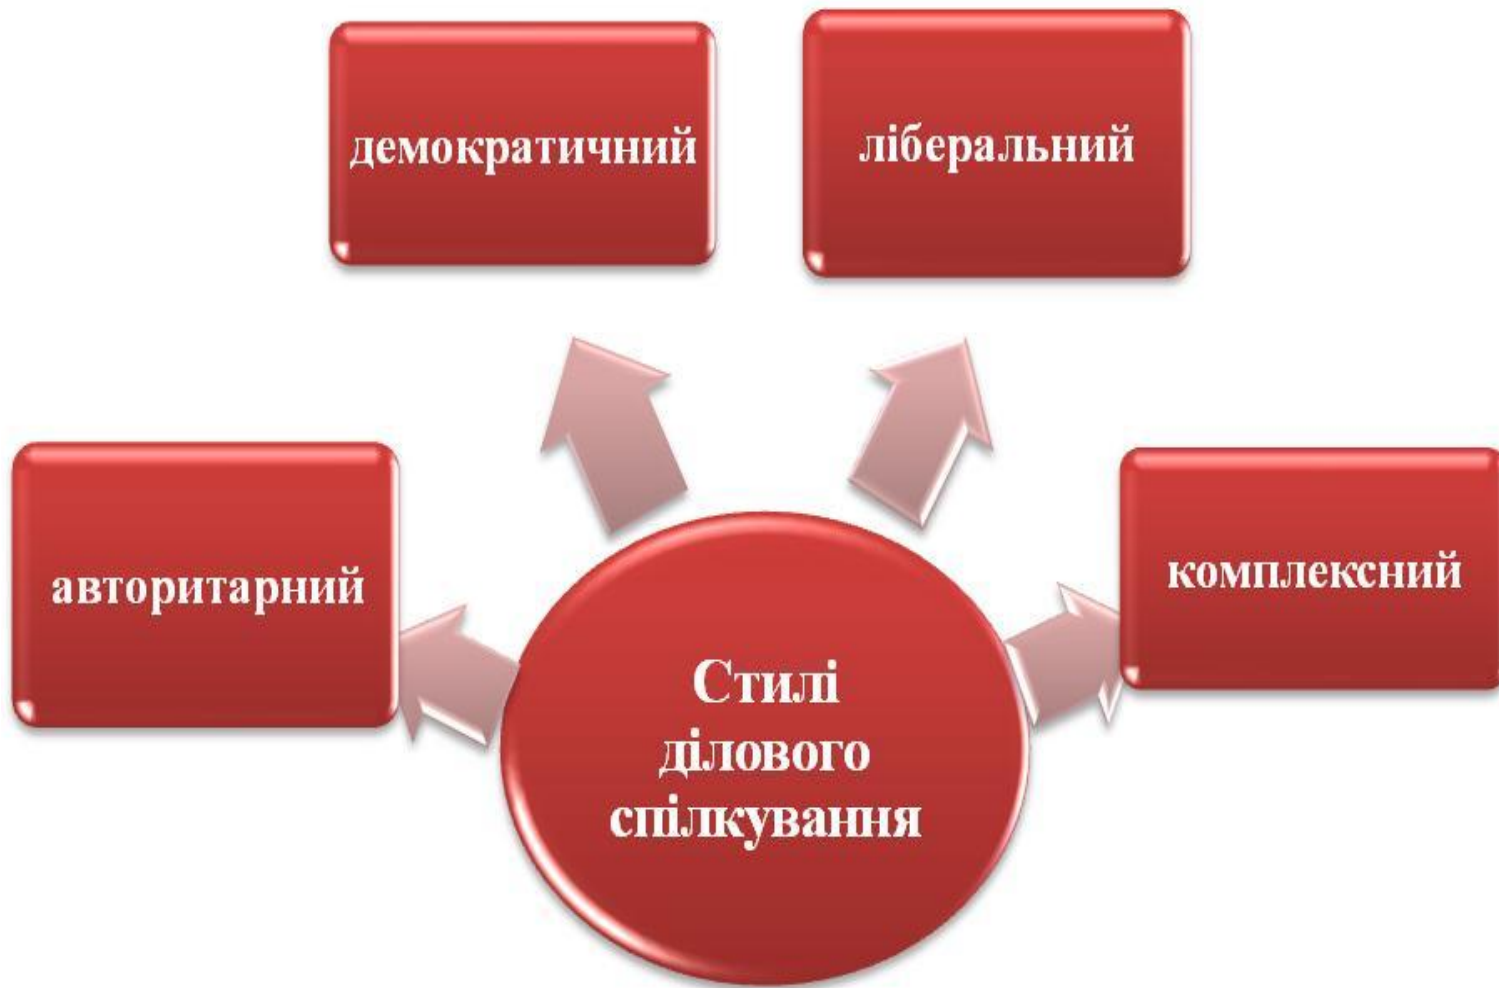 демократичний
ліберальний
авторитарний
комплексний
Стилі
ділового
спілкування